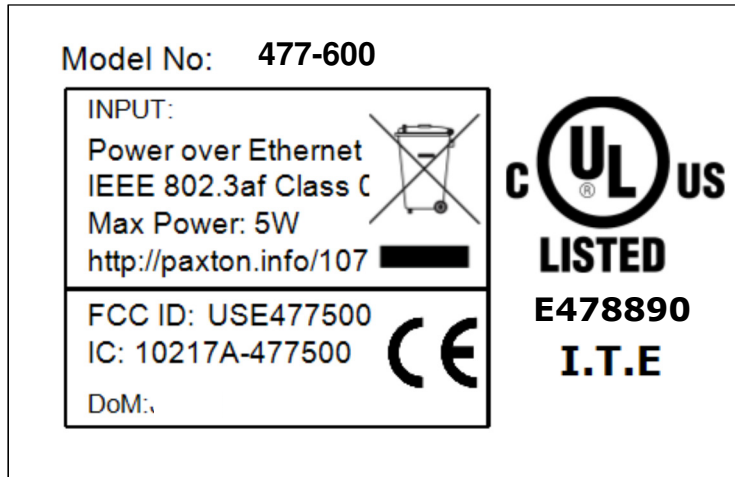 Model No: 477-600
INPUT:
Power over Ethernet
IEEE 802.3af Class
Max Power: 5W
http://paxton.info/107
FCC ID: USE477500
IC: 10217A-477500
DoM:
CE
C UL US
®
LISTED
E478890
I.T.E